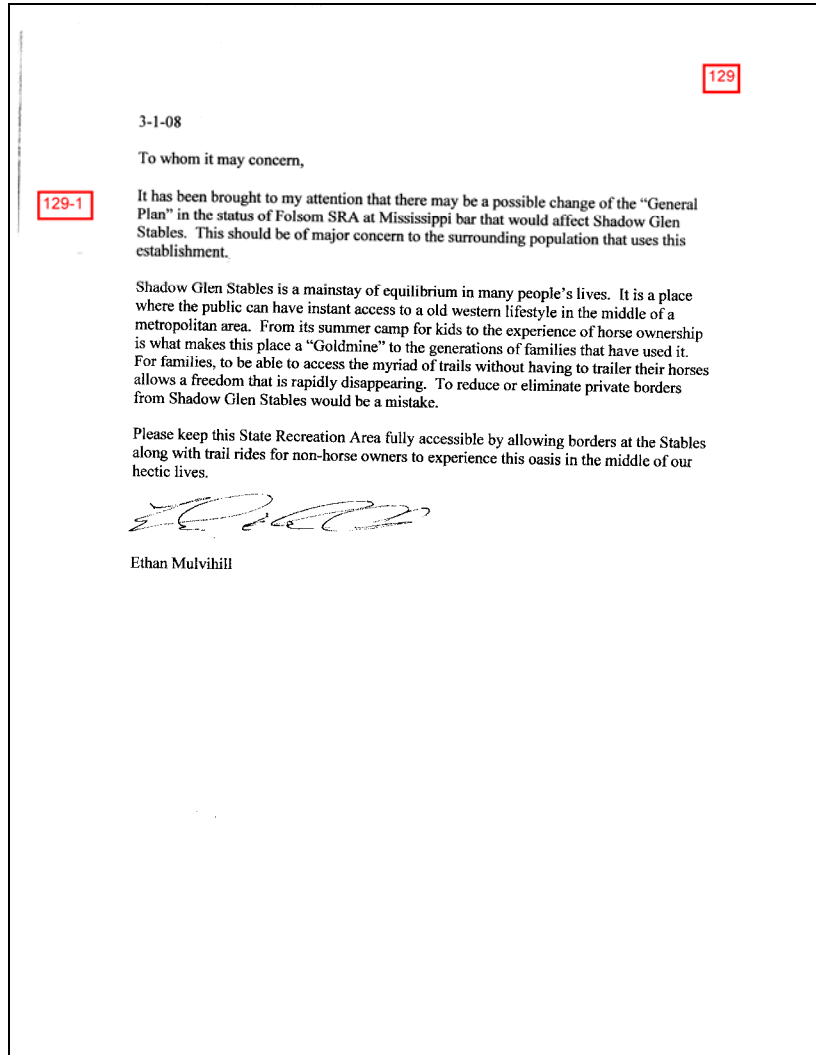 129
3-1-08
To whom it may concern,
129-1
It has been brought to my attention that there may be a possible change of the “General
Plan” in the status of Folsom SRA at Mississippi bar that would affect Shadow Glen
Stables. This should be of major concern to the surrounding population that uses this
establishment.
Shadow Glen Stables is a mainstay of equilibrium in many people’s lives. It is a place
where the public can have instant access to a old western lifestyle in the middle of a
metropolitan area. From its summer camp for kids to the experience of horse ownership
is what makes this place a “Goldmine” to the generations of families that have used it.
For families, to be able to access the myriad of trails without having to trailer their horses
allows a freedom that is rapidly disappearing. To reduce or eliminate private borders
from Shadow Glen Stables would be a mistake.
Please keep this State Recreation Area fully accessible by allowing borders at the Stables
along with trail rides for non-horse owners to experience this oasis in the middle of our
hectic lives.
Ethan Mulvihill